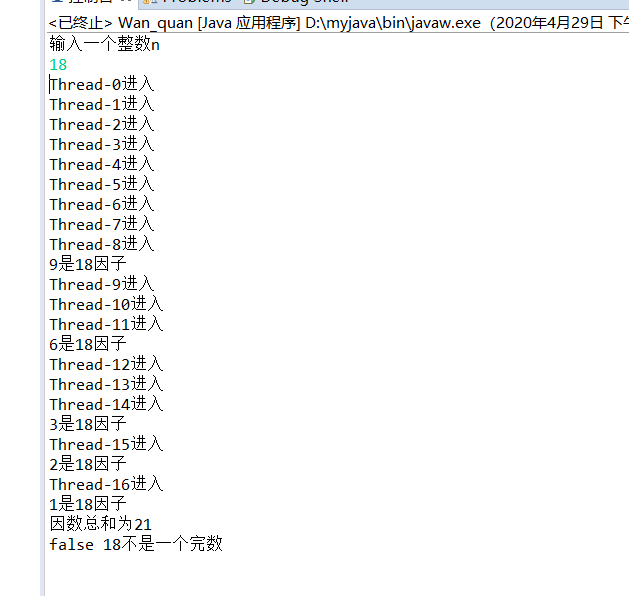 控制台 Problems Debug Shell
<已终止> Wan_quan [Java 应用程序] D:\myjava\bin\javaw.exe（2020年4月29日 下午
输入一个整数n
18
Thread-0进入
Thread-1进入
Thread-2进入
Thread-3进入
Thread-4进入
Thread-5进入
Thread-6进入
Thread-7进入
Thread-8进入
9是18因子
Thread-9进入
Thread-10进入
Thread-11进入
6是18因子
Thread-12进入
Thread-13进入
Thread-14进入
3是18因子
Thread-15进入
2是18因子
Thread-16进入
1是18因子
因数总和为21
false 18不是一个完数